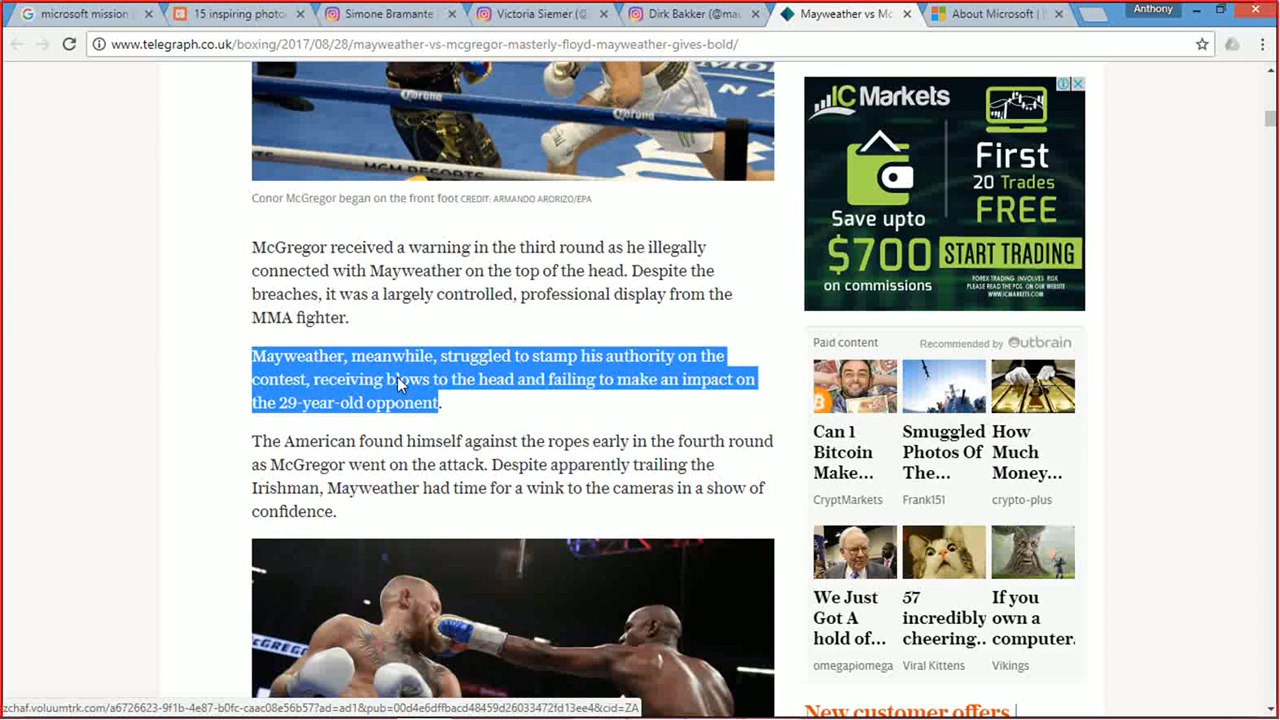 microsoft mission
15 inspiring photo
Simone Bramante
Victoria Siemer (@
Dirk Bakker (@mau
Mayweather vs Mc
About Microsoft |
Anthony
www.telegraph.co.uk/boxing/2017/08/28/mayweather-vs-mcgregor-masterly-floyd-mayweather-gives-bold/
Corona
Corona
MGM RESORTS
Conor McGregor began on the front foot CREDIT: ARMANDO ARORIZO/EPA
McGregor received a warning in the third round as he illegally
connected with Mayweather on the top of the head. Despite the
breaches, it was a largely controlled, professional display from the
MMA fighter.
Mayweather, meanwhile, struggled to stamp his authority on the
contest, receiving blows to the head and failing to make an impact on
the 29-year-old opponent.
The American found himself against the ropes early in the fourth round
as McGregor went on the attack. Despite apparently trailing the
Irishman, Mayweather had time for a wink to the cameras in a show of
confidence.
MCGREGOR
IC Markets
Save upto
$700
on commissions
First
20 Trades
FREE
START TRADING
FOREX TRADING INVOLVES RISK
PLEASE READ THE PDS ON OUR WEBSITE
WWW.ICMARKETS.COM
Paid content
Recommended by Outbrain
Can 1
Bitcoin
Make...
CryptMarkets
Smuggled
Photos Of
The...
Frank151
How
Much
Money...
crypto-plus
We Just
Got A
hold of...
omegapiomega
57
incredibly
cheering...
Viral Kittens
If you
own a
computer.
Vikings
New customer offers |
zchaf.voluumtrk.com/a6726623-9f1b-4e87-b0fc-caac08e56b57?ad=ad1&pub=00d4e6dffbacd48459d26033472fd13ee4&cid=ZA